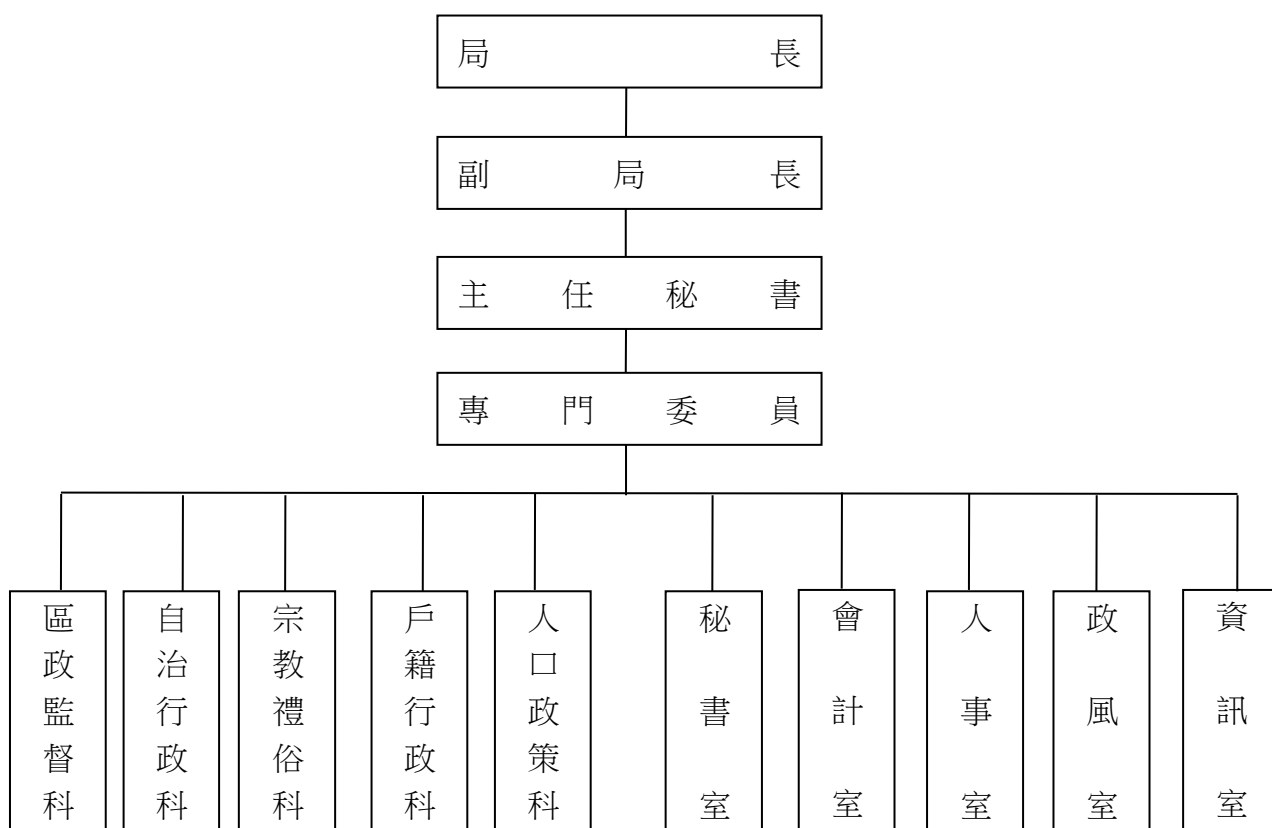 局長
副局長
主任秘書
專門委員
區政監督科
自治行政科
宗教禮俗科
戶籍行政科
人口政策科
秘書室
會計室
人事室
政風室
資訊室